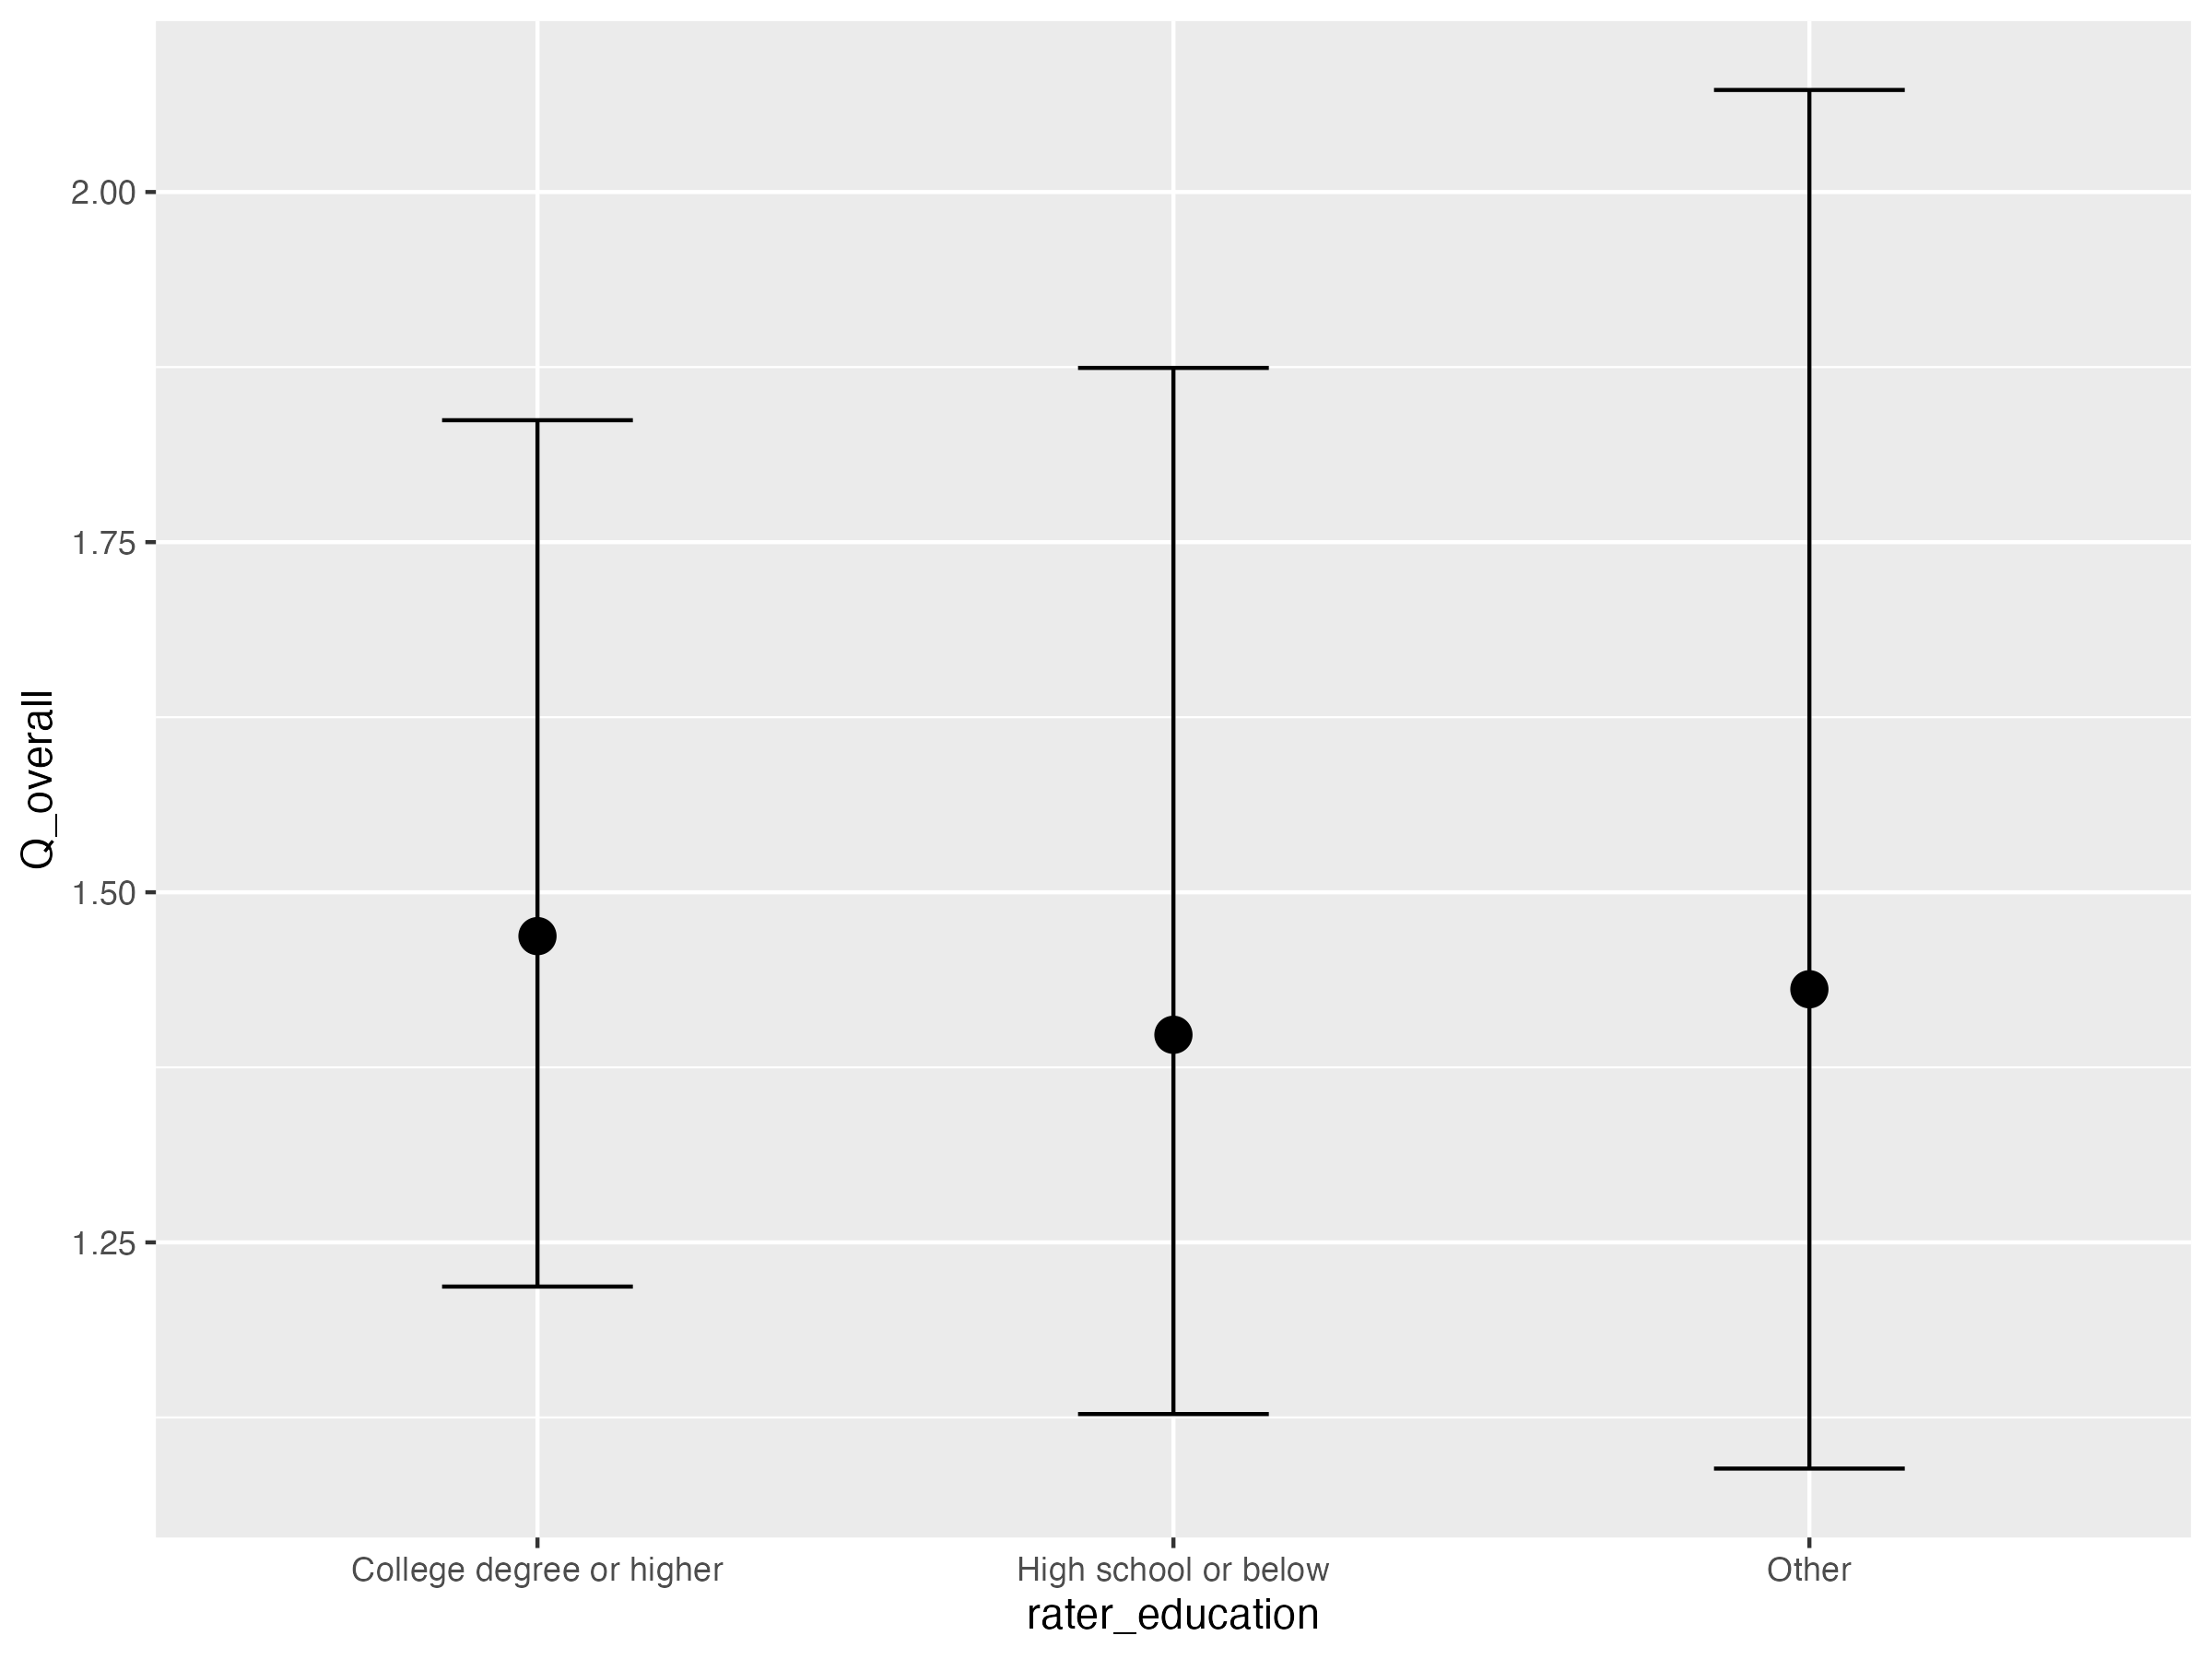 Q_overall
2.00
1.75
1.50
1.25
College degree or higher
High school or below
Other
rater_education